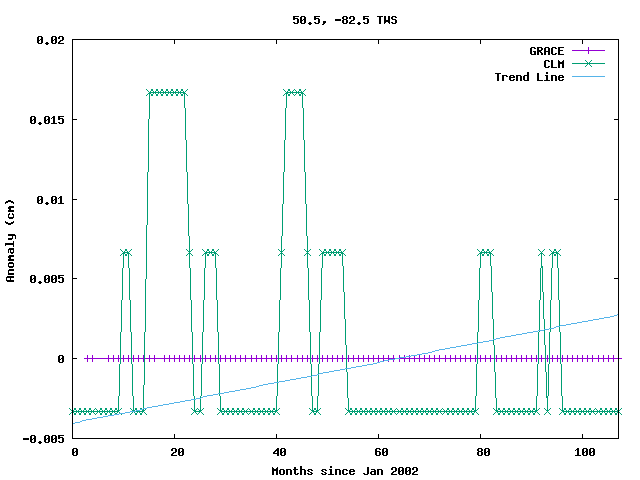 50.5, -82.5 TWS
0.02
0.015
0.01
0.005
0
-0.005
Anomaly (cm)
GRACE
CLM
Trend Line
0 20 40 60 80 100
Months since Jan 2002